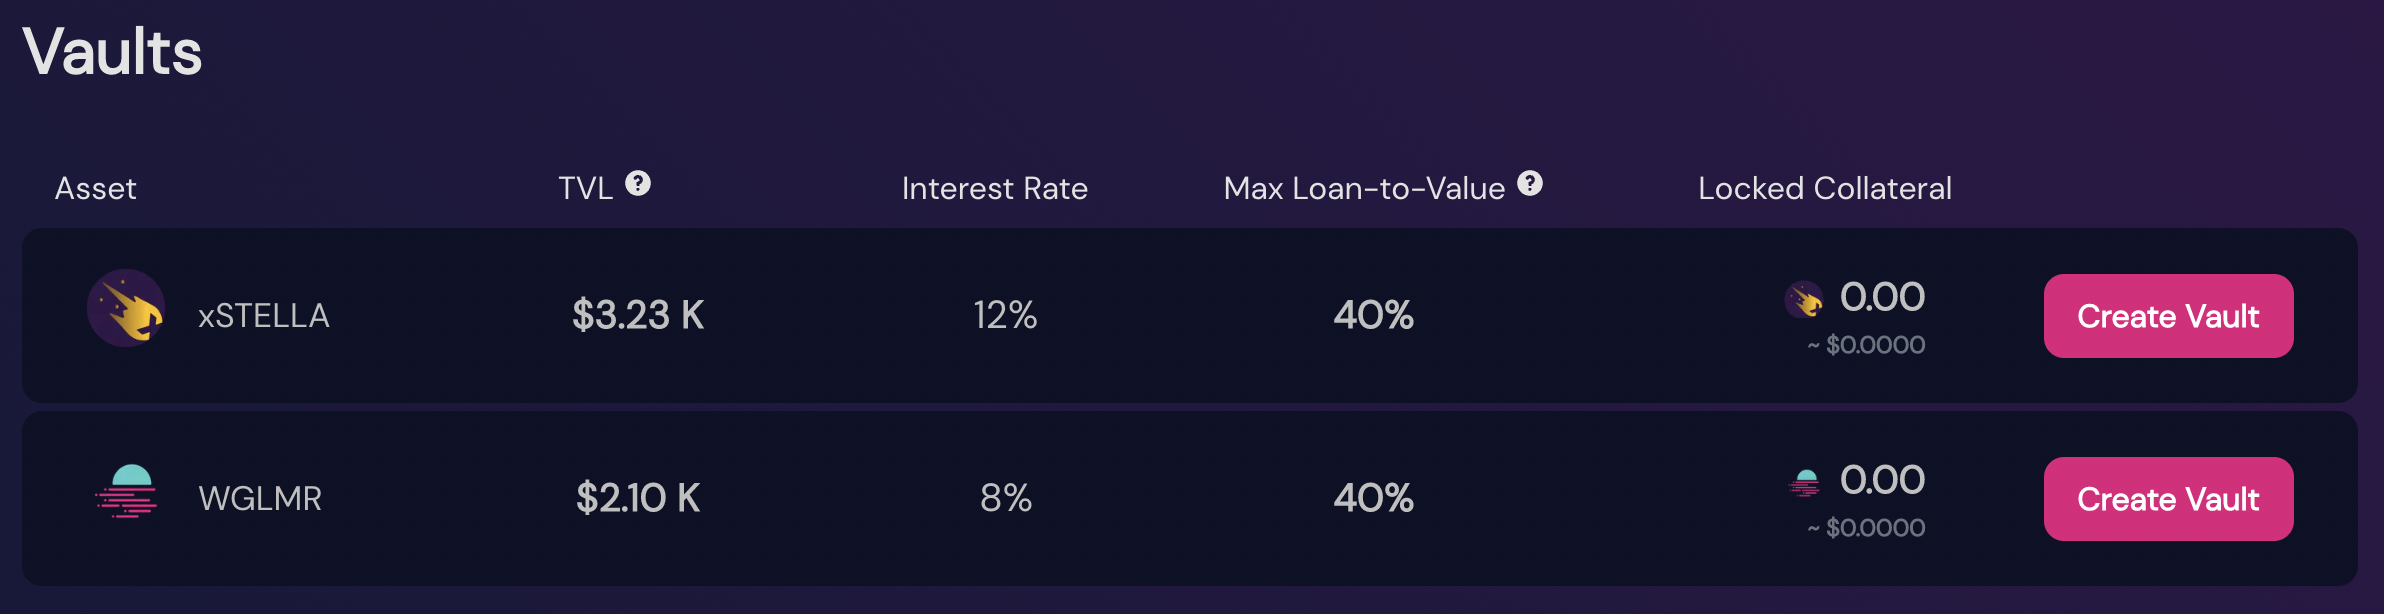 Vaults
Asset TVL ? Interest Rate Max Loan-to-Value ? Locked Collateral
xSTELLA $3.23 K 12% 40% 0.00 Create Vault
~ $0.0000
WGLMR $2.10 K 8% 40% 0.00 Create Vault
~ $0.0000